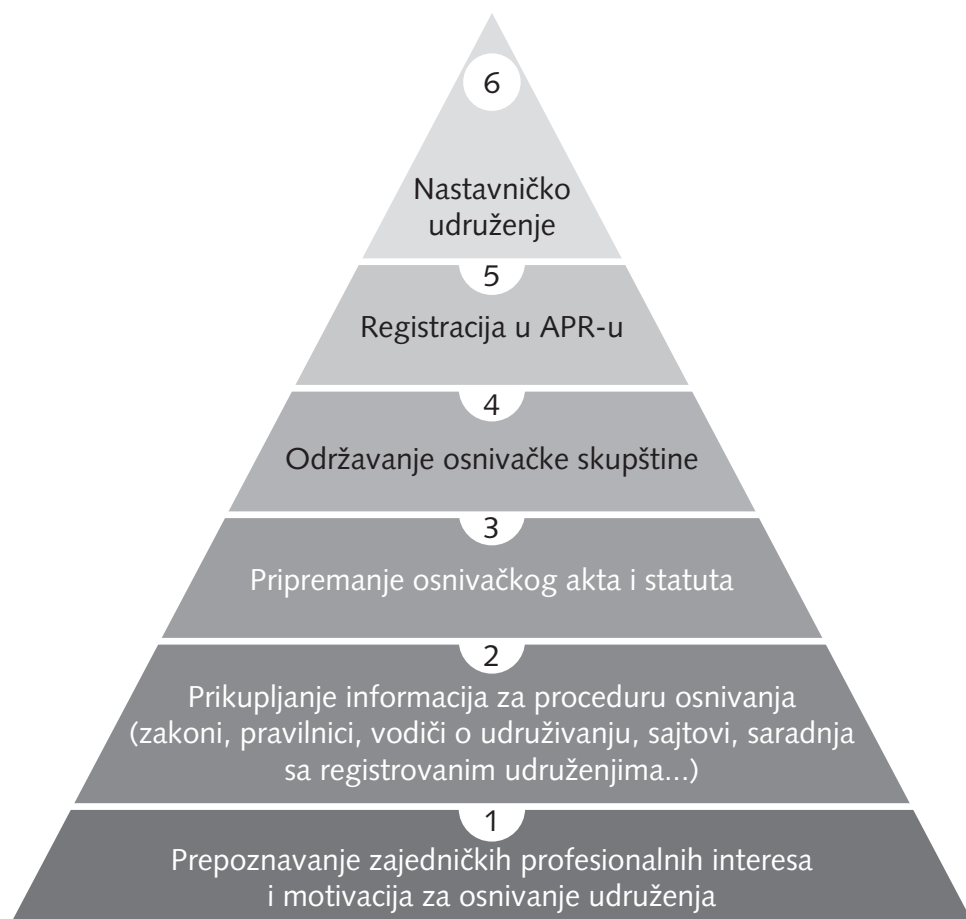 6
Nastavničko
udruženje
5
Registracija u APR-u
4
Održavanje osnivačke skupštine
3
Pripremanje osnivačkog akta i statuta
2
Prikupljanje informacija za proceduru osnivanja
(zakoni, pravilnici, vodiči o udruživanju, sajtovi, saradnja
sa registrovanim udruženjima...)
1
Prepoznavanje zajedničkih profesionalnih interesa
i motivacija za osnivanje udruženja